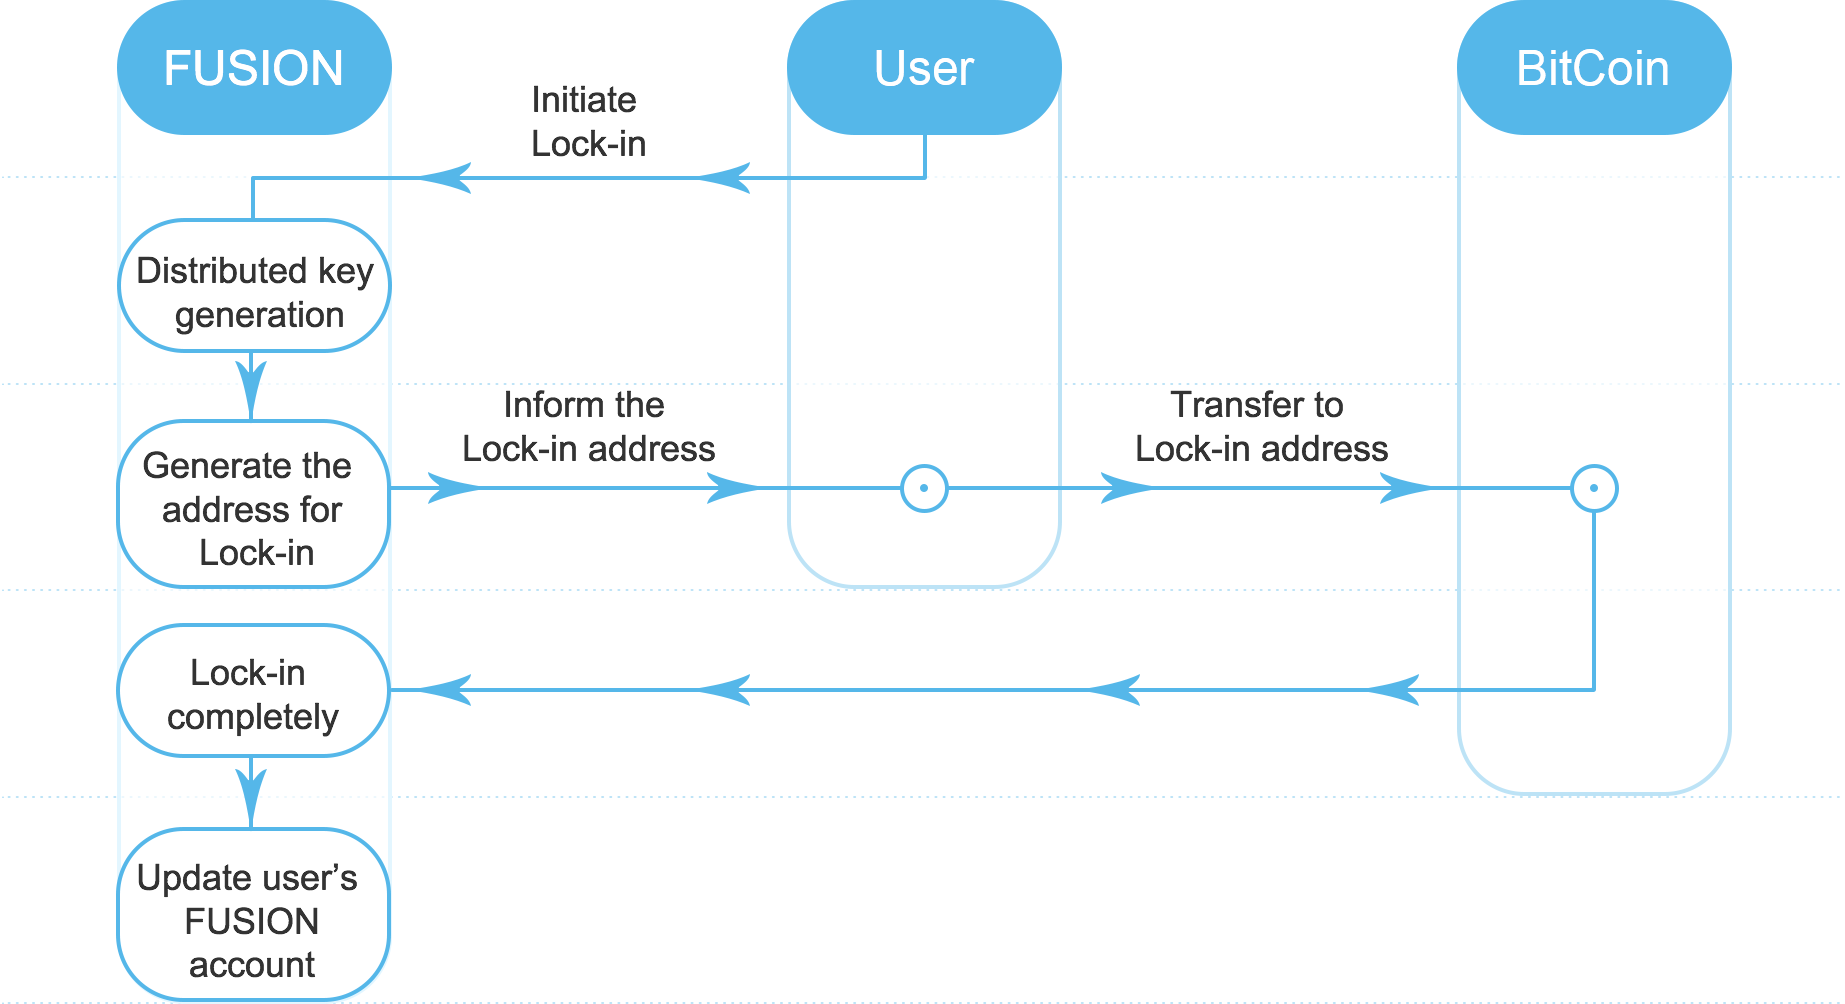 FUSION
User
BitCoin
Initiate
Lock-in
Distributed key
generation
Inform the
Lock-in address
Transfer to
Lock-in address
Generate the
address for
Lock-in
Lock-in
completely
Update user’s
FUSION
account